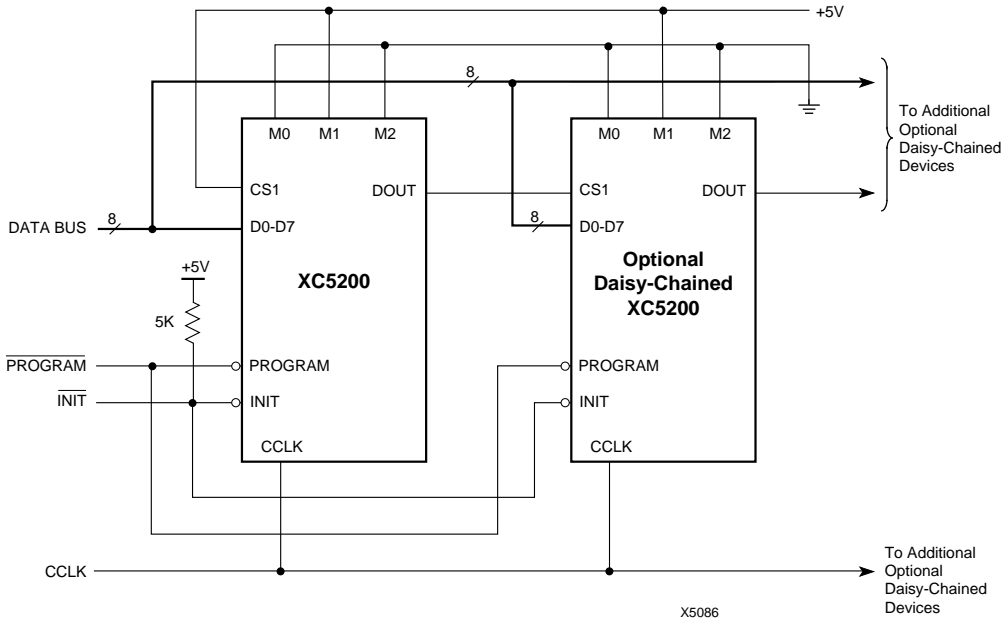 +5V
8
M0 M1 M2
M0 M1 M2
To Additional
Optional
Daisy-Chained
Devices
CS1
DOUT
CS1
DOUT
DATA BUS
8
D0-D7
8
D0-D7
+5V
XC5200
Optional
Daisy-Chained
XC5200
5K
PROGRAM
PROGRAM
PROGRAM
INIT
INIT
INIT
CCLK
CCLK
CCLK
To Additional
Optional
Daisy-Chained
Devices
X5086